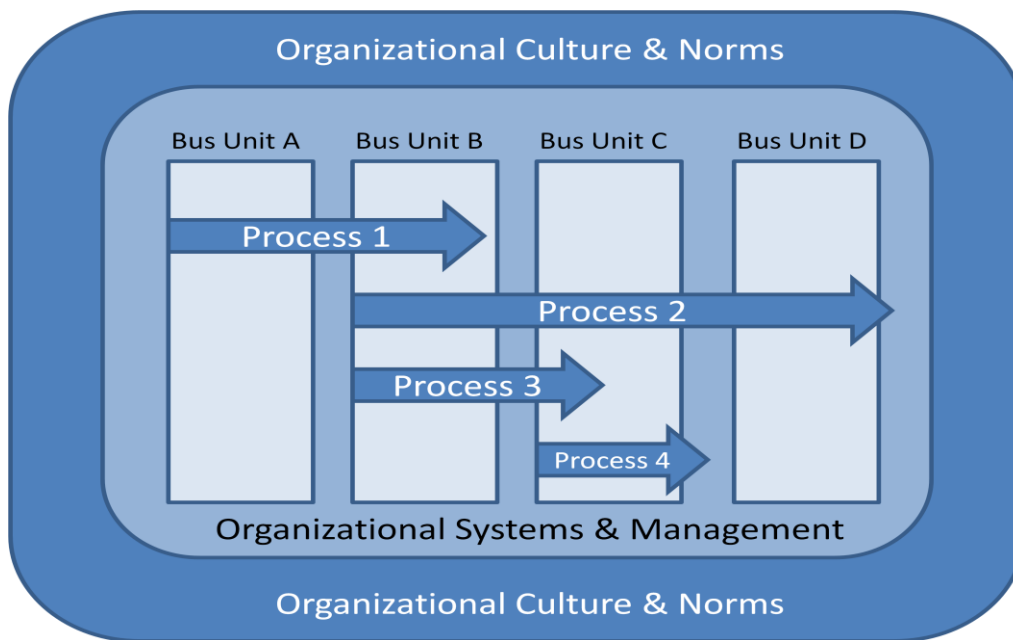 Organizational Culture & Norms
Bus Unit A
Bus Unit B
Bus Unit C
Bus Unit D
Process 1
Process 2
Process 3
Process 4
Organizational Systems & Management
Organizational Culture & Norms